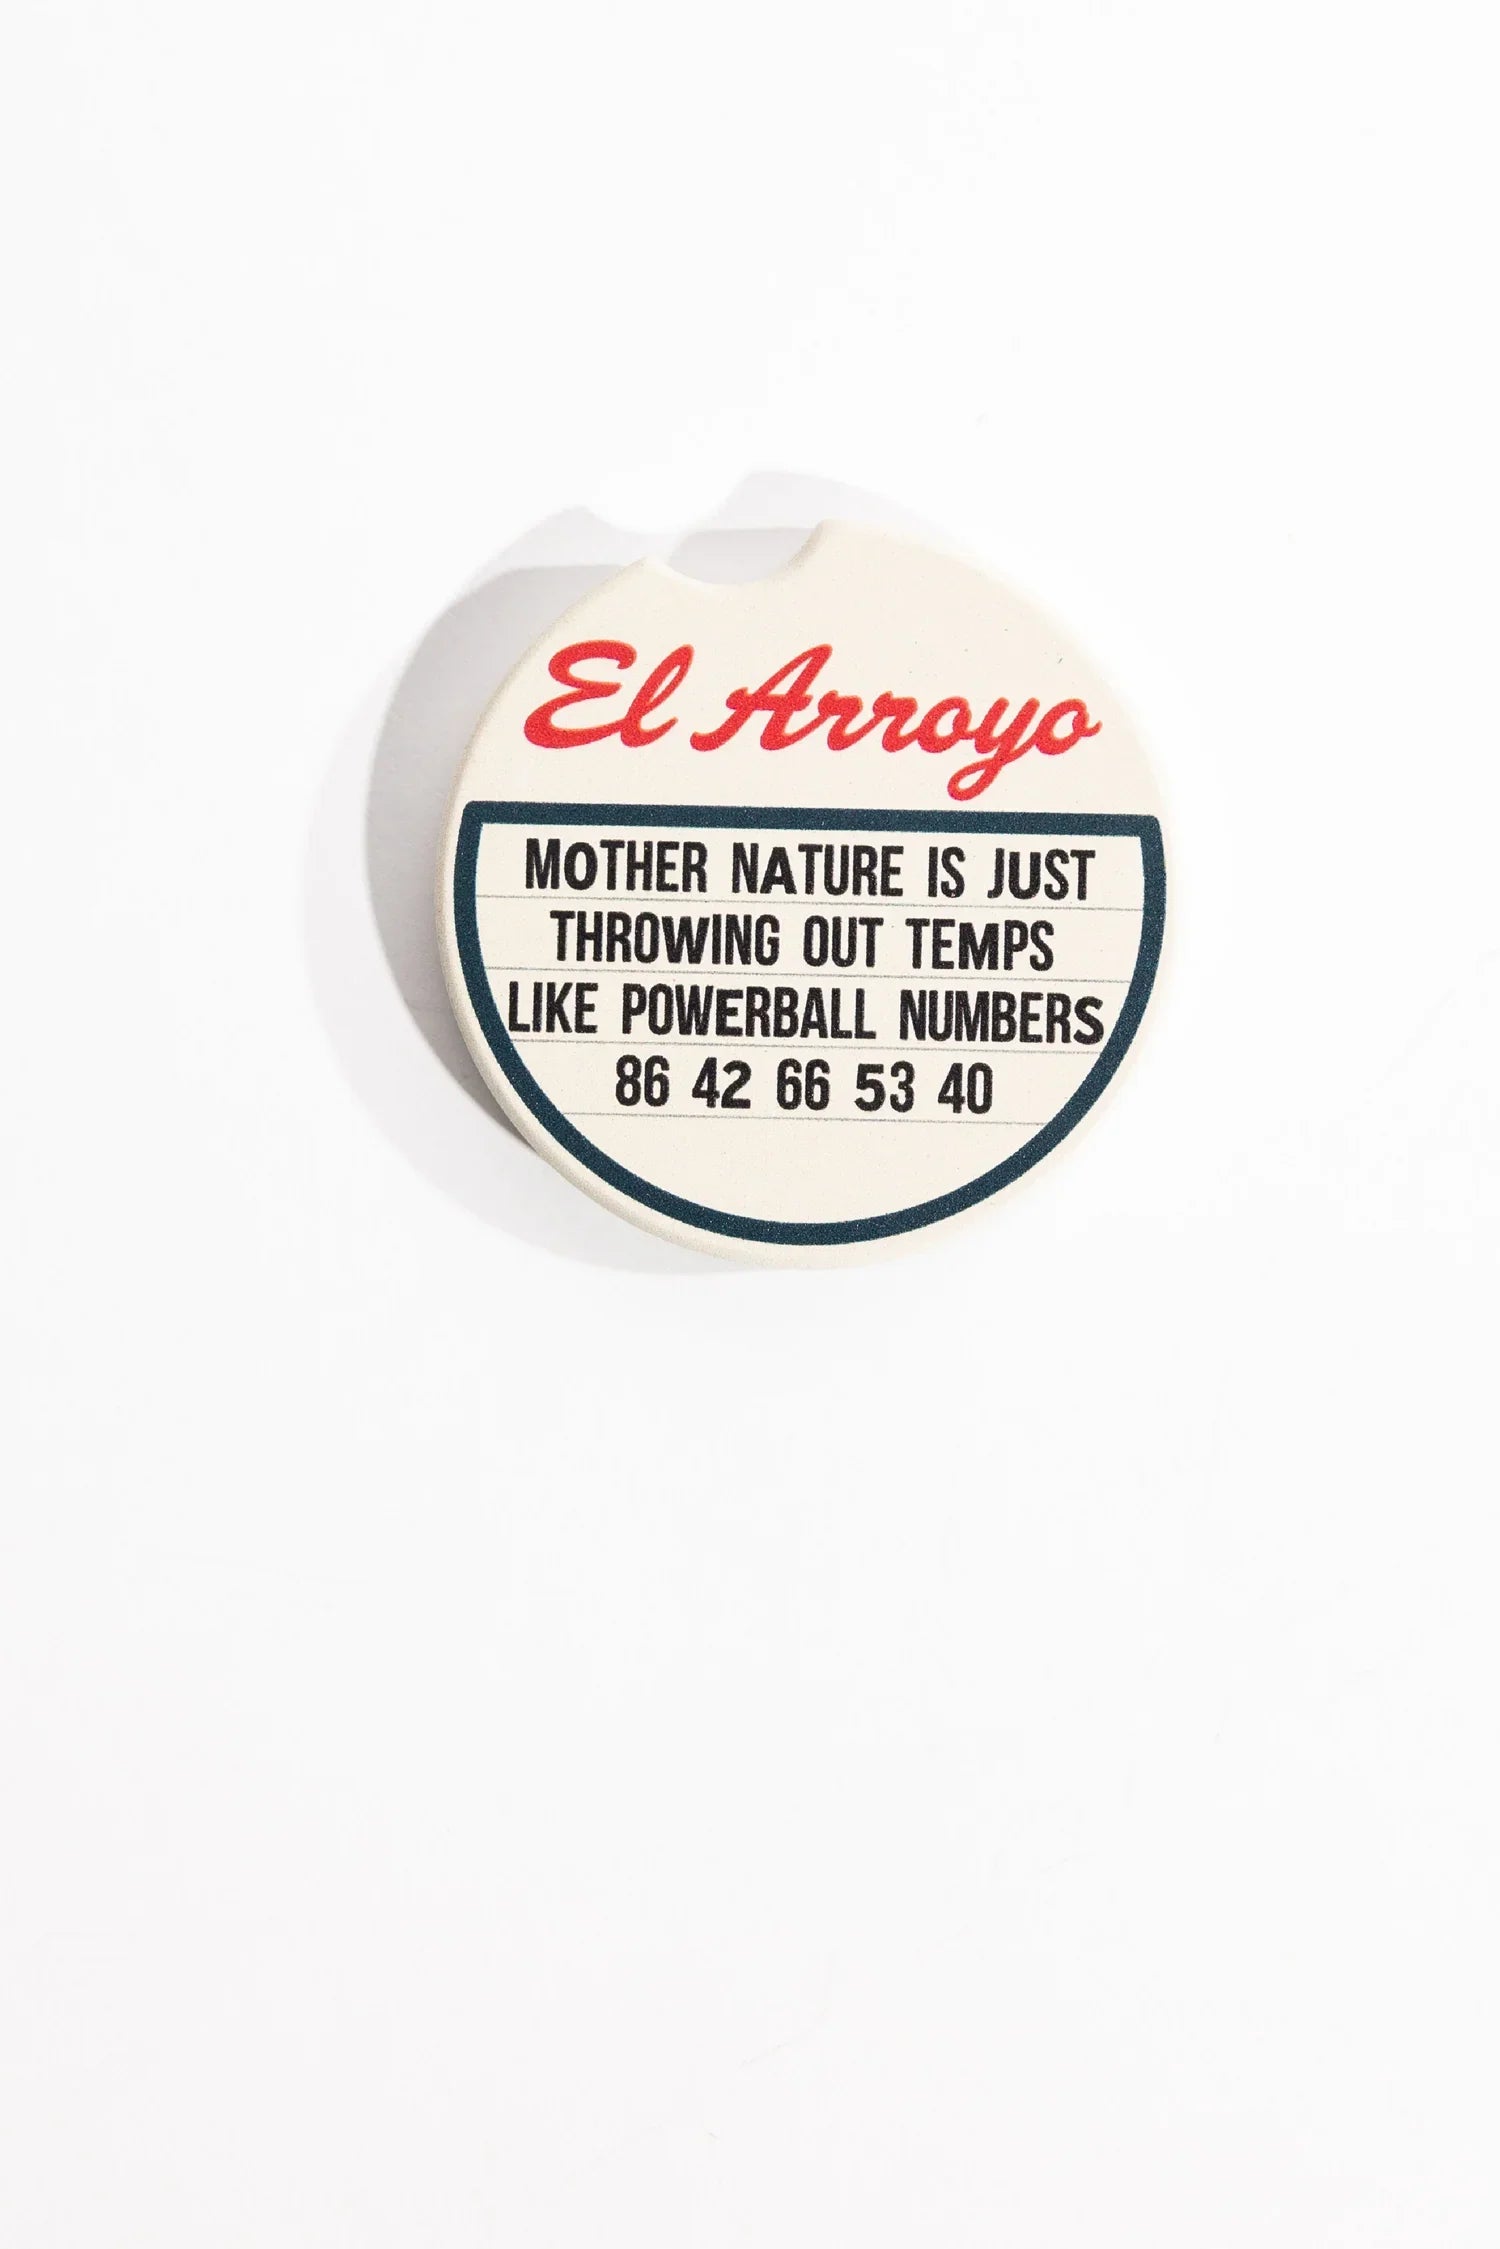 El Arroyo
MOTHER NATURE IS JUST
THROWING OUT TEMPS
LIKE POWERBALL NUMBERS
86 42 66 53 40